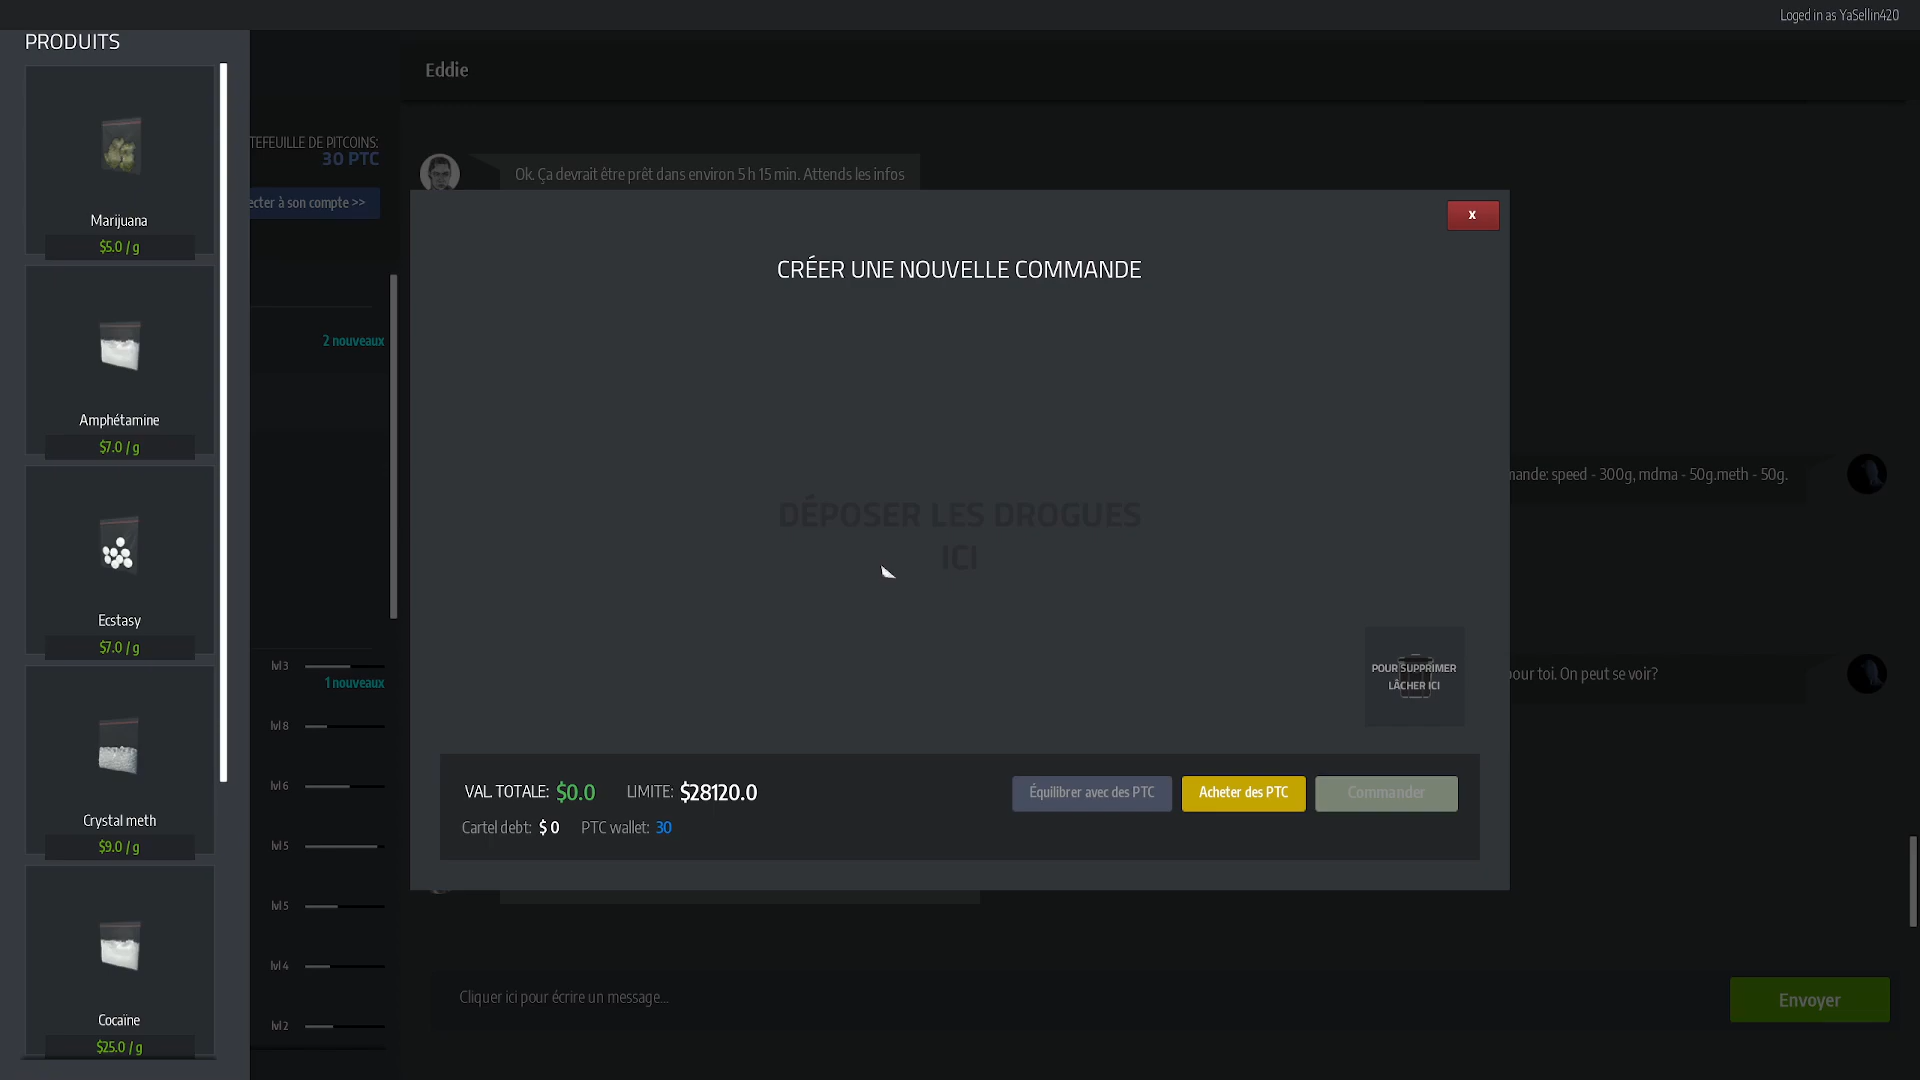 Loged in as YaSellin420
PRODUITS
Marijuana
$5.0 / g
Amphétamine
$7.0 / g
Ecstasy
$7.0 / g
Crystal meth
$9.0 / g
Cocaïne
$25.0 / g
TEFEUILLE DE PITCOINS:
30 PTC
ecter à son compte >>
2 nouveaux
lvl 3
1 nouveaux
lvl 8
lvl 6
lvl 5
lvl 5
lvl 4
lvl 2
Eddie
Ok. Ça devrait être prêt dans environ 5 h 15 min. Attends les infos
x
CRÉER UNE NOUVELLE COMMANDE
DÉPOSER LES DROGUES
ICI
mande: speed - 300g, mdma - 50g.meth - 50g.
POUR SUPPRIMER
LÂCHER ICI
pour toi. On peut se voir?
VAL. TOTALE: $0.0 LIMITE: $28120.0
Équilibrer avec des PTC
Acheter des PTC
Commander
Cartel debt: $ 0 PTC wallet: 30
Cliquer ici pour écrire un message...
Envoyer